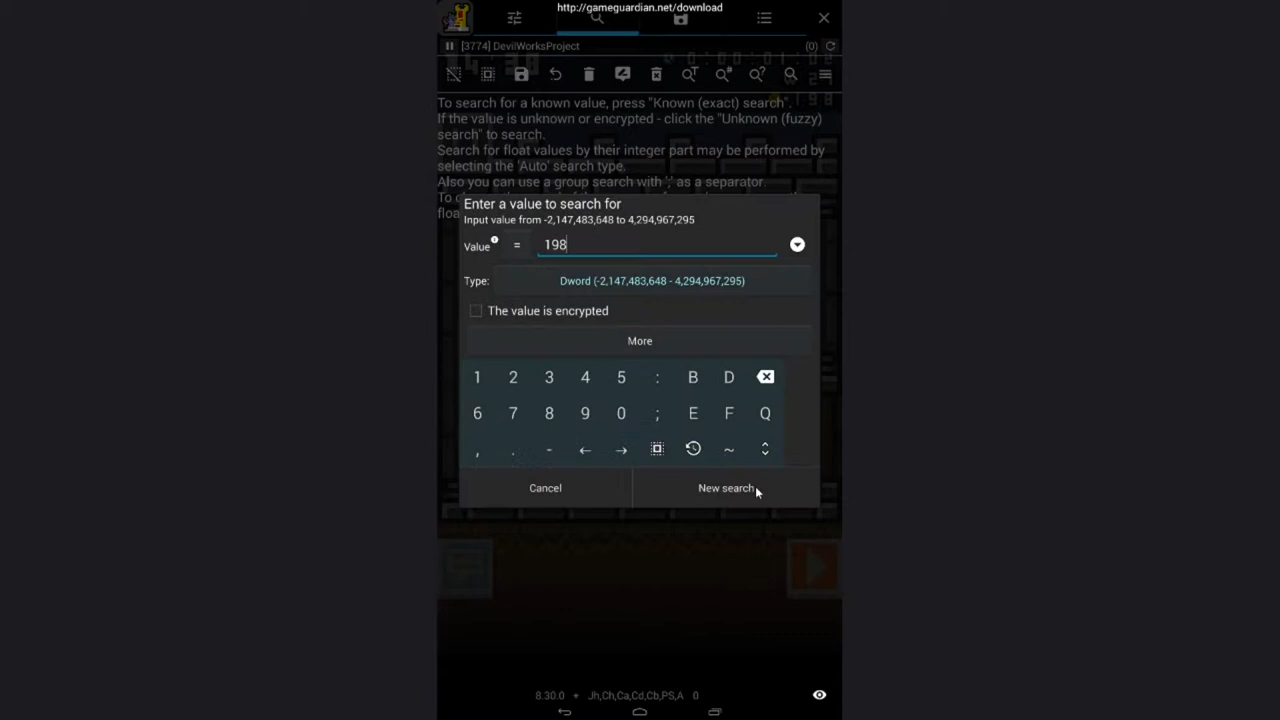 http://gameguardian.net/download
[3774] DevilWorksProject (0)
To search for a known value, press "Known (exact) search".
If the value is unknown or encrypted - click the "Unknown (fuzzy)
search" to search.
Search for float values by their integer part may be performed by
selecting the 'Auto' search type.
Also you can use a group search with ';' as a separator.
To
floa
198
Enter a value to search for
Input value from -2,147,483,648 to 4,294,967,295
Value = 198
Type: Dword (-2,147,483,648 - 4,294,967,295)
The value is encrypted
More
1 2 3 4 5 : B D
6 7 8 9 0 ; E F Q
, . - ← → ~
Cancel New search
8.30.0 + Jh,Ch,Ca,Cd,Cb,PS,A 0